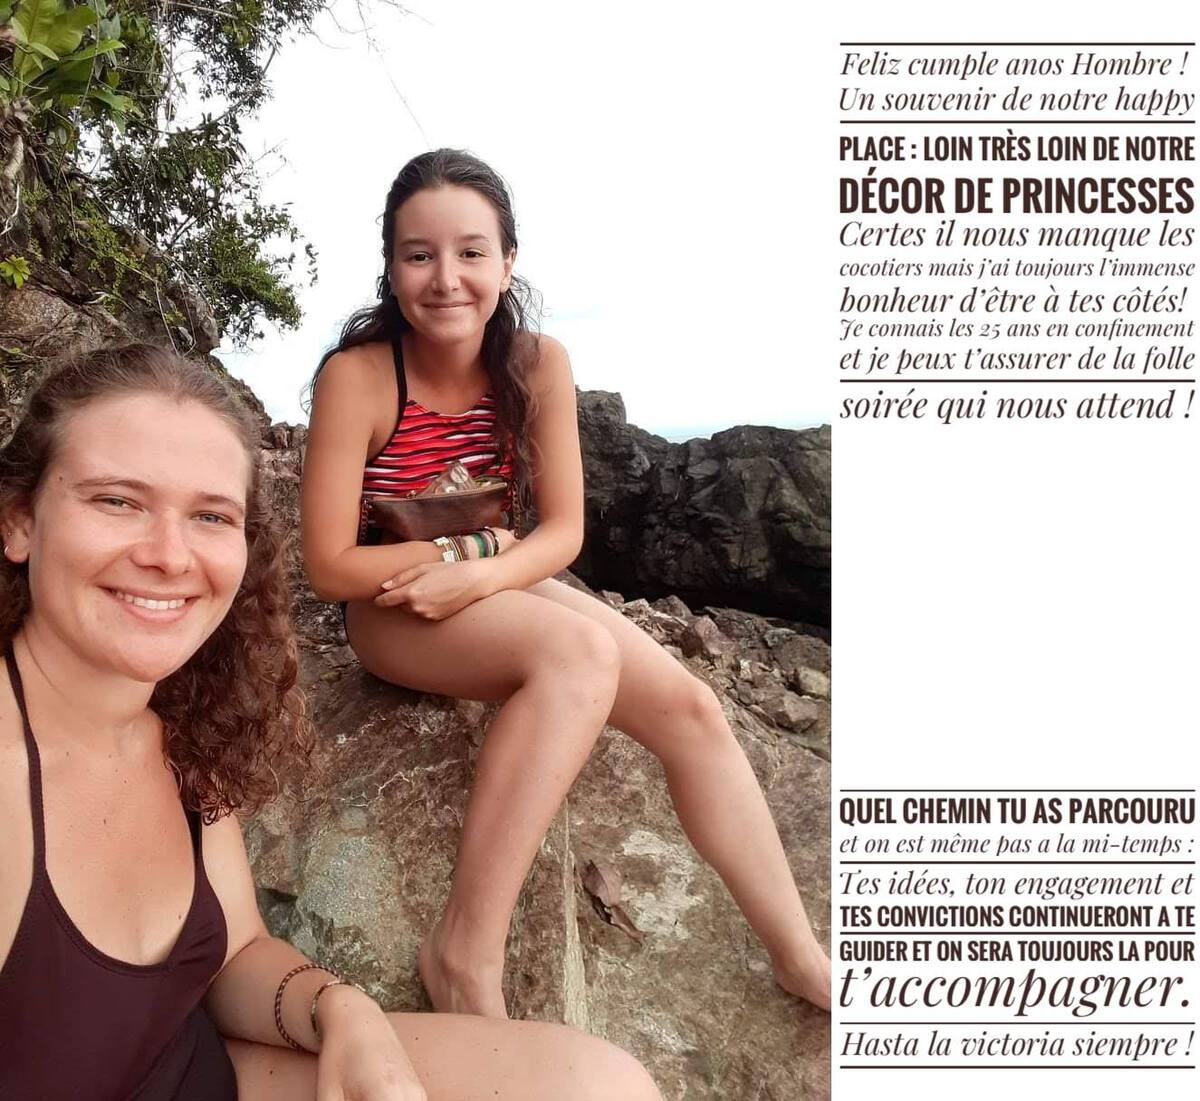 Feliz cumple anos Hombre !
Un souvenir de notre happy
PLACE : LOIN TRÈS LOIN DE NOTRE
DÉCOR DE PRINCESSES
Certes il nous manque les
cocotiers mais j'ai toujours l'immense
bonheur d'être à tes côtés!
Je connais les 25 ans en confinement
et je peux t'assurer de la folle
soirée qui nous attend !
QUEL CHEMIN TU AS PARCOURU
et on est même pas a la mi-temps :
Tes idées, ton engagement et
TES CONVICTIONS CONTINUERONT A TE
GUIDER ET ON SERA TOUJOURS LA POUR
t'accompagner.
Hasta la victoria siempre !